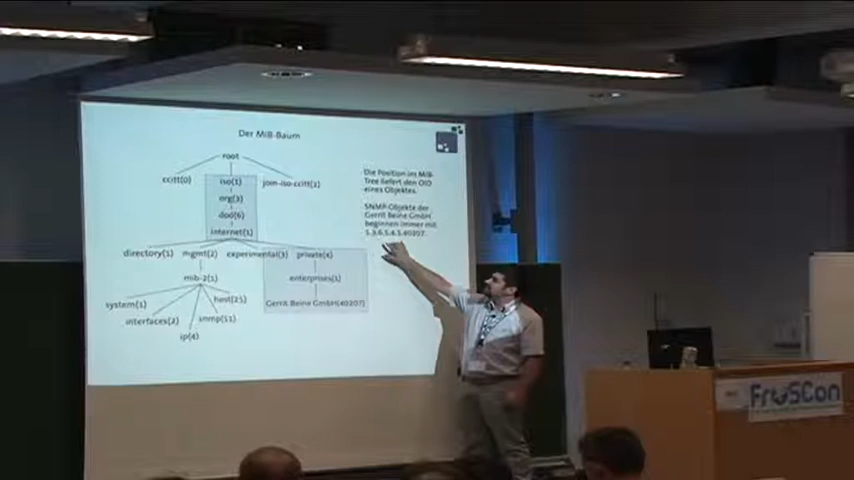 Der MIB-Baum
root
ccitt(0)
iso(1)
join-iso-ccitt(2)
org(3)
dod(6)
internet(1)
directory(1)
mgmt(2)
experimental(3)
private(4)
mib-2(1)
enterprises(1)
system(1)
host(25)
Gerrit Beine GmbH(40207)
interfaces(2)
snmp(11)
ip(4)
Die Position im MIB-
Tree liefert den OID
eines Objektes.
SNMP-Objekte der
Gerrit Beine GmbH
beginnen immer mit
1.3.6.1.4.1.40207.
FrOSCon